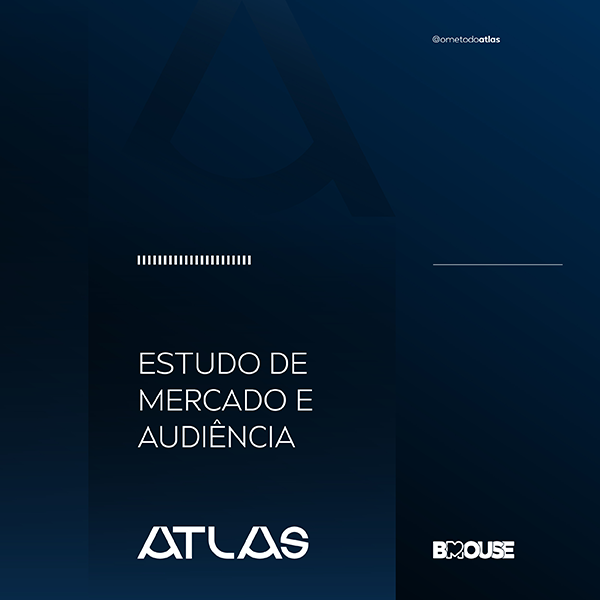 @ometodoatlas
ESTUDO DE
MERCADO E
AUDIÊNCIA
ATLAS
BMOUSE